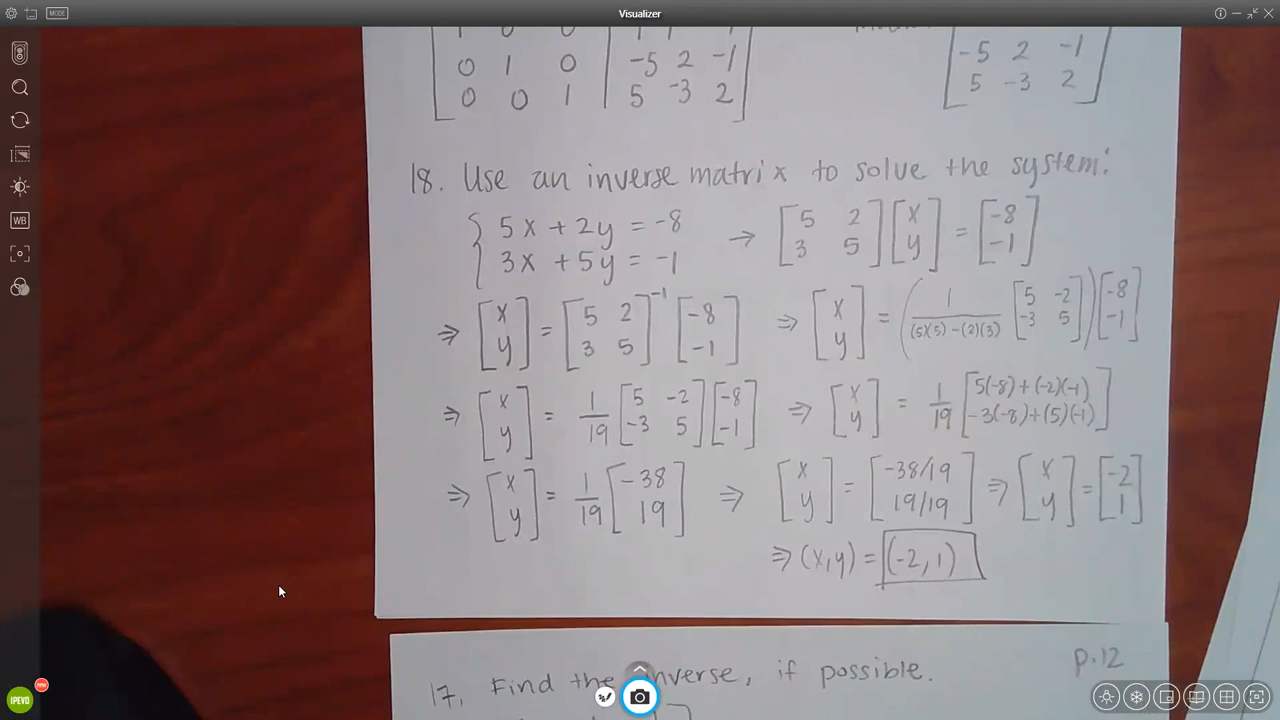 Visualizer
MODE
0 1 0 | -5 2 -1
0 0 1 | 5 -3 2
-5 2 -1
5 -3 2
18. Use an inverse matrix to solve the system:
{ 5x + 2y = -8
3x + 5y = -1
→ [5 2; 3 5] [x; y] = [-8; -1]
⇒ [x; y] = [5 2; 3 5]⁻¹ [-8; -1]
⇒ [x; y] = (1/((5)(5) - (2)(3)) [5 -2; -3 5]) [-8; -1]
⇒ [x; y] = 1/19 [5 -2; -3 5] [-8; -1]
⇒ [x; y] = 1/19 [5(-8)+(-2)(-1); -3(-8)+(5)(-1)]
⇒ [x; y] = 1/19 [-38; 19]
⇒ [x; y] = [-38/19; 19/19] ⇒ [x; y] = [-2; 1]
⇒ (x,y) = (-2, 1)
p.12
17. Find the inverse, if possible.
WB
IPEVO
new